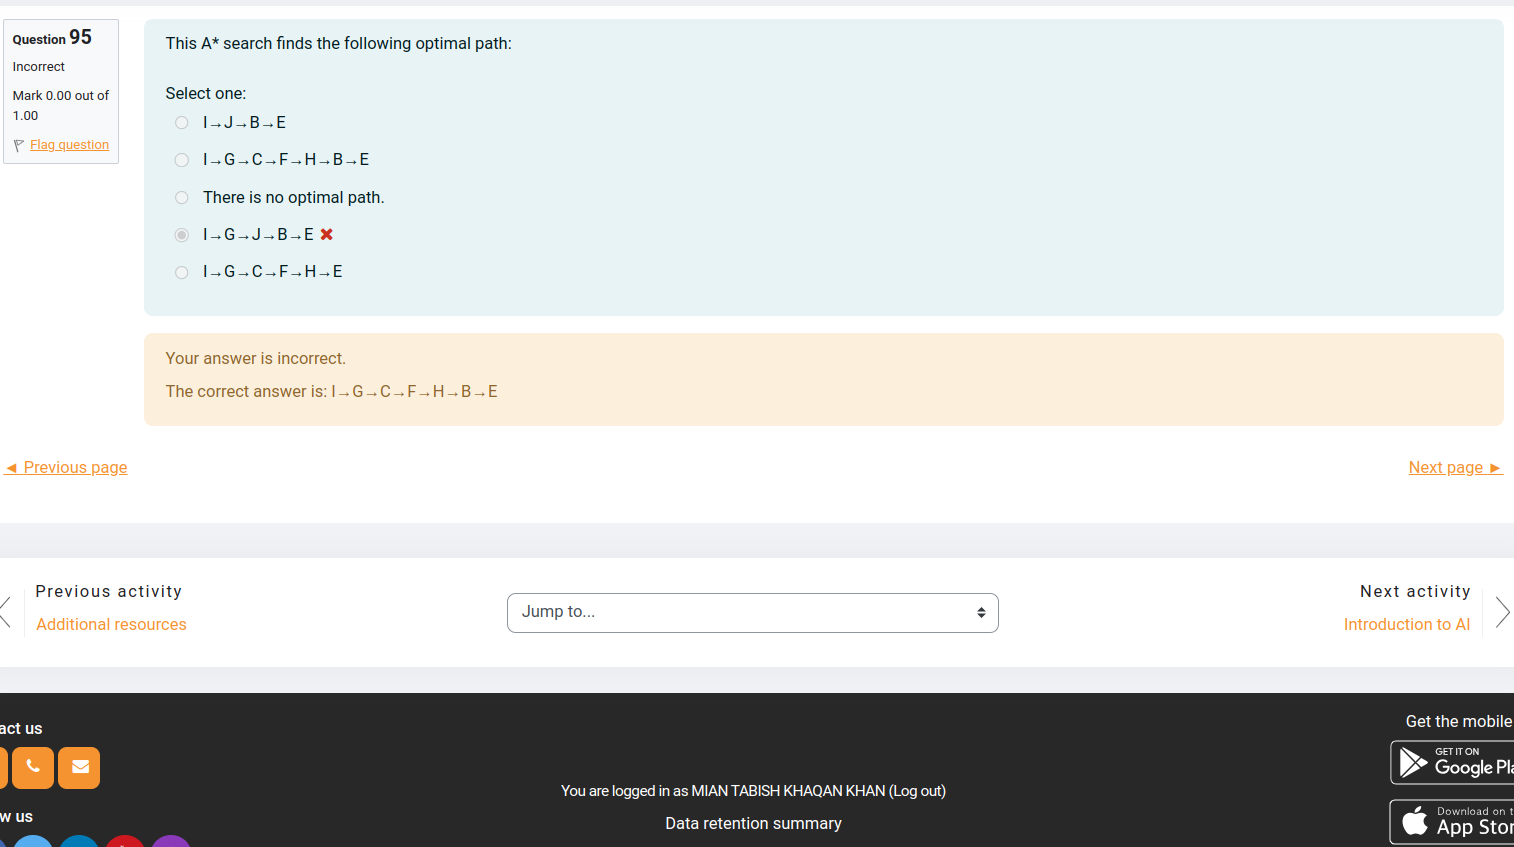 Question 95
Incorrect
Mark 0.00 out of
1.00
Flag question
This A* search finds the following optimal path:
Select one:
I→J→B→E
I→G→C→F→H→B→E
There is no optimal path.
I→G→J→B→E ✖
I→G→C→F→H→E
Your answer is incorrect.
The correct answer is: I→G→C→F→H→B→E
◄ Previous page
Next page ►
Previous activity
Additional resources
Jump to...
Next activity
Introduction to AI
act us
w us
You are logged in as MIAN TABISH KHAQAN KHAN (Log out)
Data retention summary
Get the mobile
GET IT ON
Google Pla
Download on t
App Stor